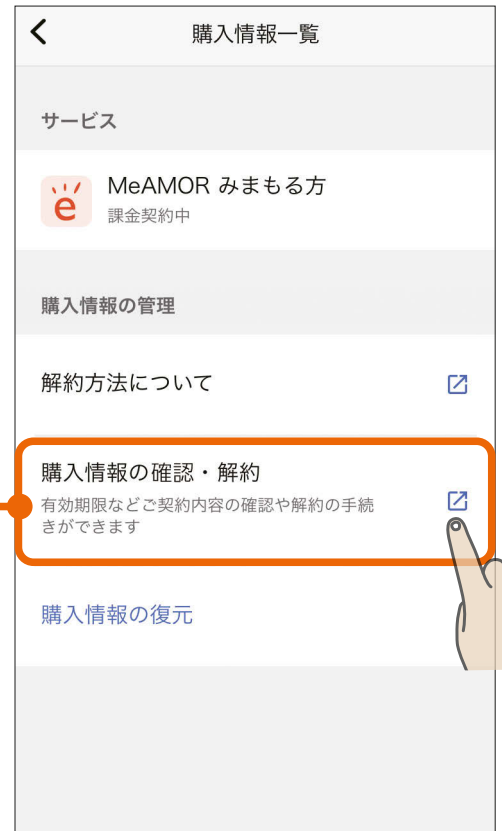 購入情報一覧
サービス
e
MeAMOR みまもる方
課金契約中
購入情報の管理
解約方法について
購入情報の確認・解約
有効期限などご契約内容の確認や解約の手続
きができます
購入情報の復元